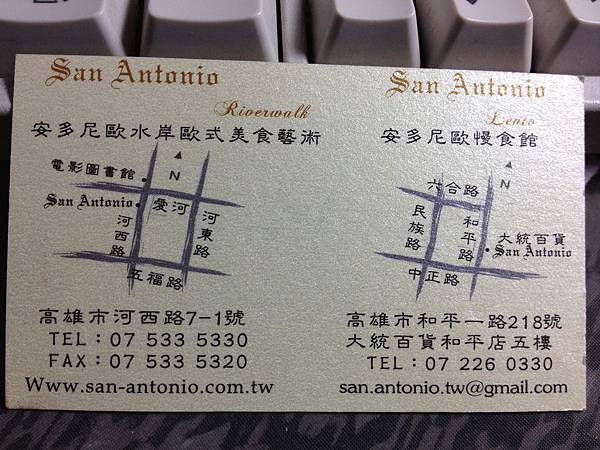 San Antonio
Riverwalk
安多尼歐水岸歐式美食藝術
電影圖書館
N
San Antonio
愛河
河西路
河東路
五福路
高雄市河西路7-1號
TEL：07 533 5330
FAX：07 533 5320
Www.san-antonio.com.tw
San Antonio
Lento
安多尼歐慢食館
N
六合路
民族路
和平路
大統百貨
San Antonio
中正路
高雄市和平一路218號
大統百貨和平店五樓
TEL：07 226 0330
san.antonio.tw@gmail.com